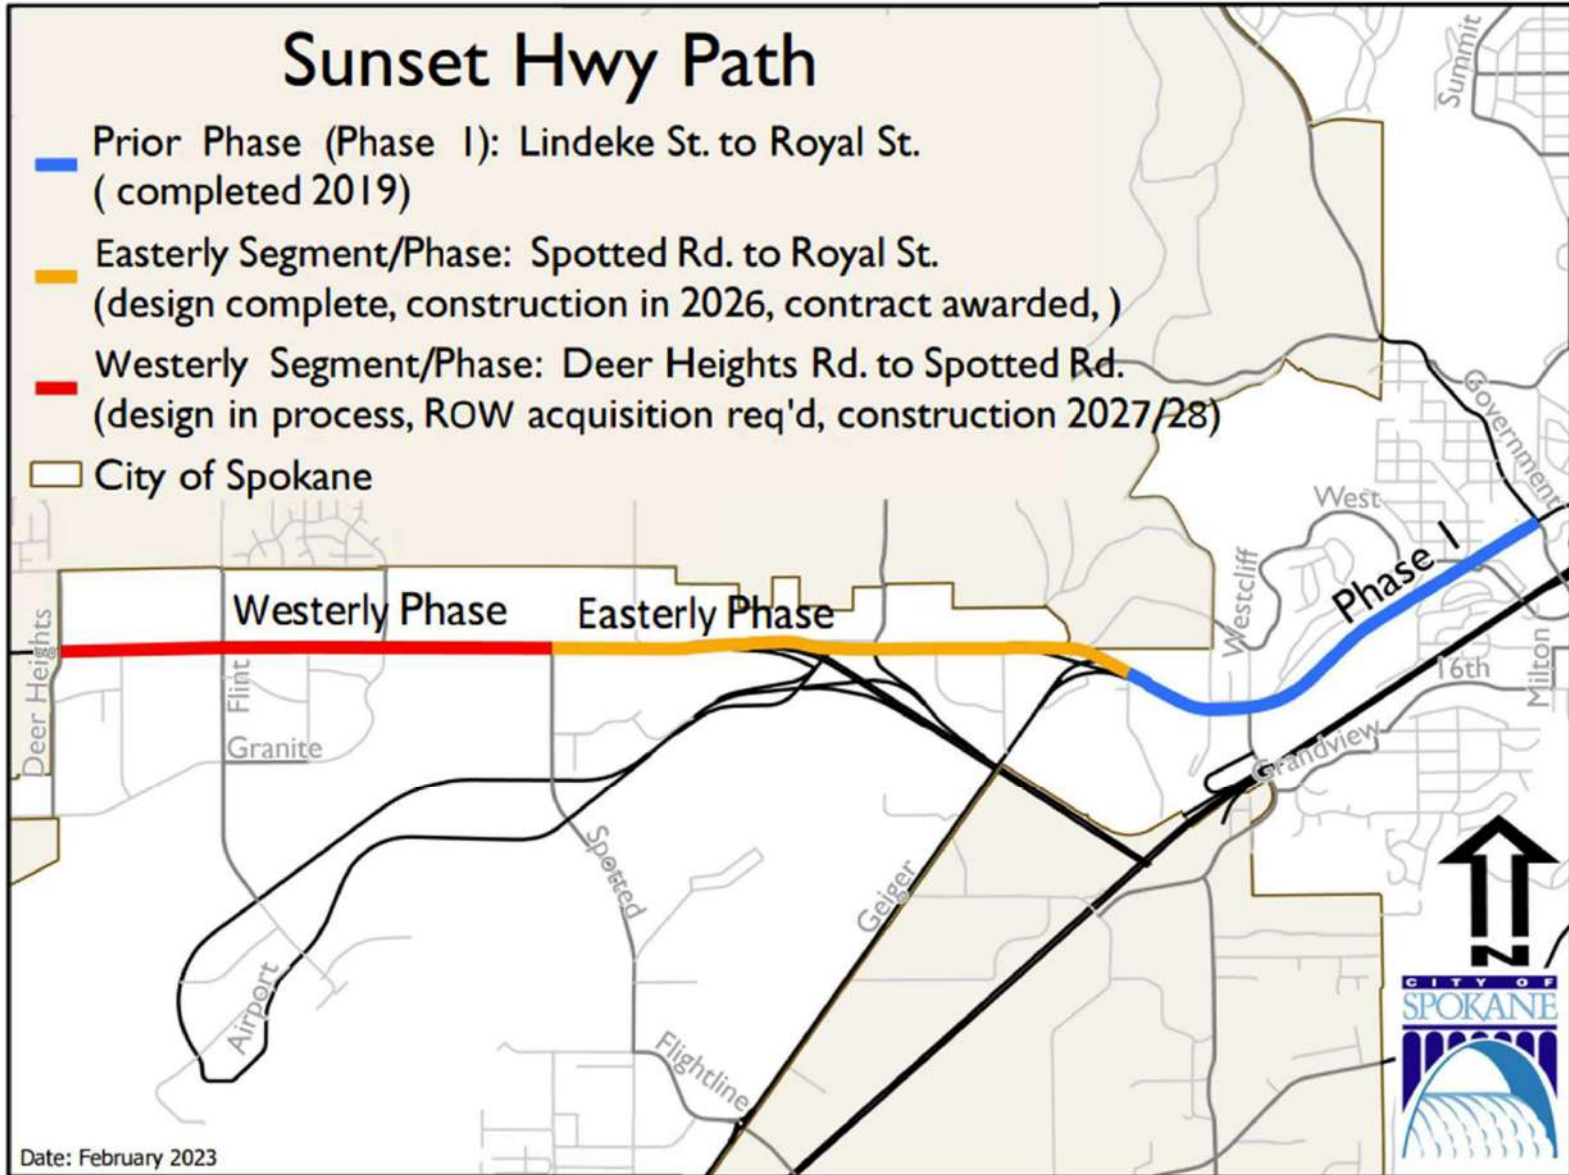 Sunset Hwy Path
Prior Phase (Phase 1): Lindeke St. to Royal St.
( completed 2019)
Easterly Segment/Phase: Spotted Rd. to Royal St.
(design complete, construction in 2026, contract awarded, )
Westerly Segment/Phase: Deer Heights Rd. to Spotted Rd.
(design in process, ROW acquisition req'd, construction 2027/28)
City of Spokane
Summit
Government
West
Westcliff
Phase 1
Westerly Phase
Easterly Phase
Deer Heights
Flint
Granite
16th
Milton
Grandview
Spotted
Geiger
Airport
Flightline
N
CITY OF
SPOKANE
Date: February 2023